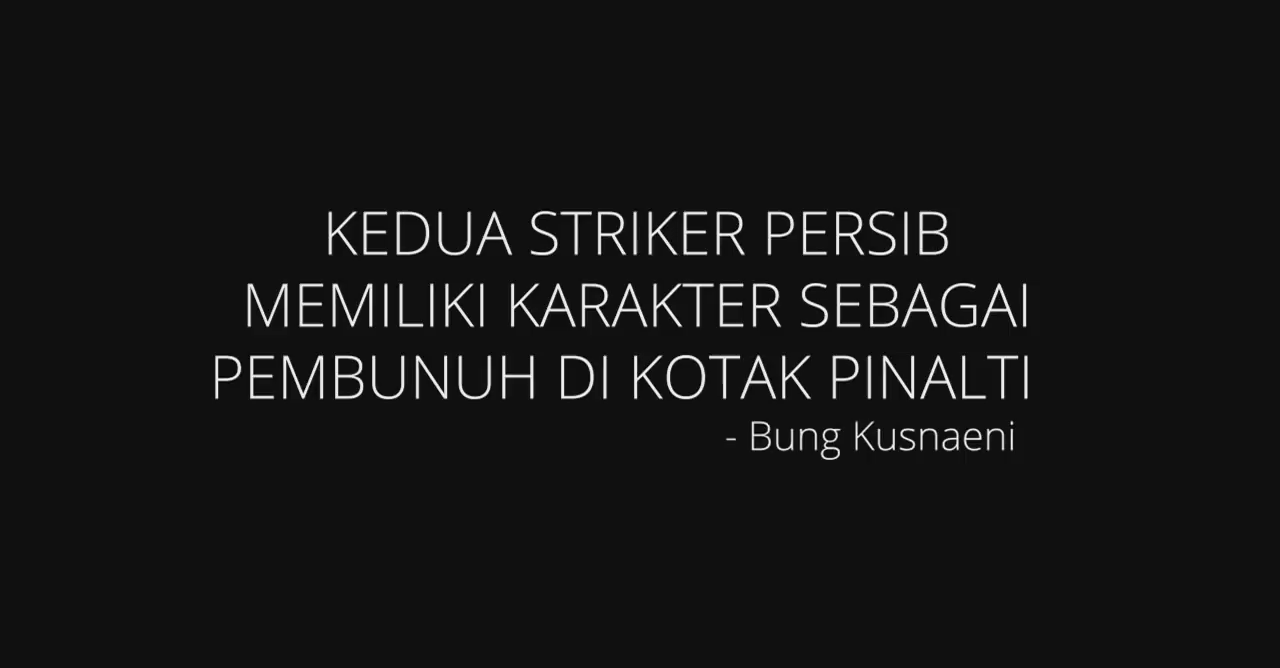 KEDUA STRIKER PERSIB
MEMILIKI KARAKTER SEBAGAI
PEMBUNUH DI KOTAK PINALTI
- Bung Kusnaeni